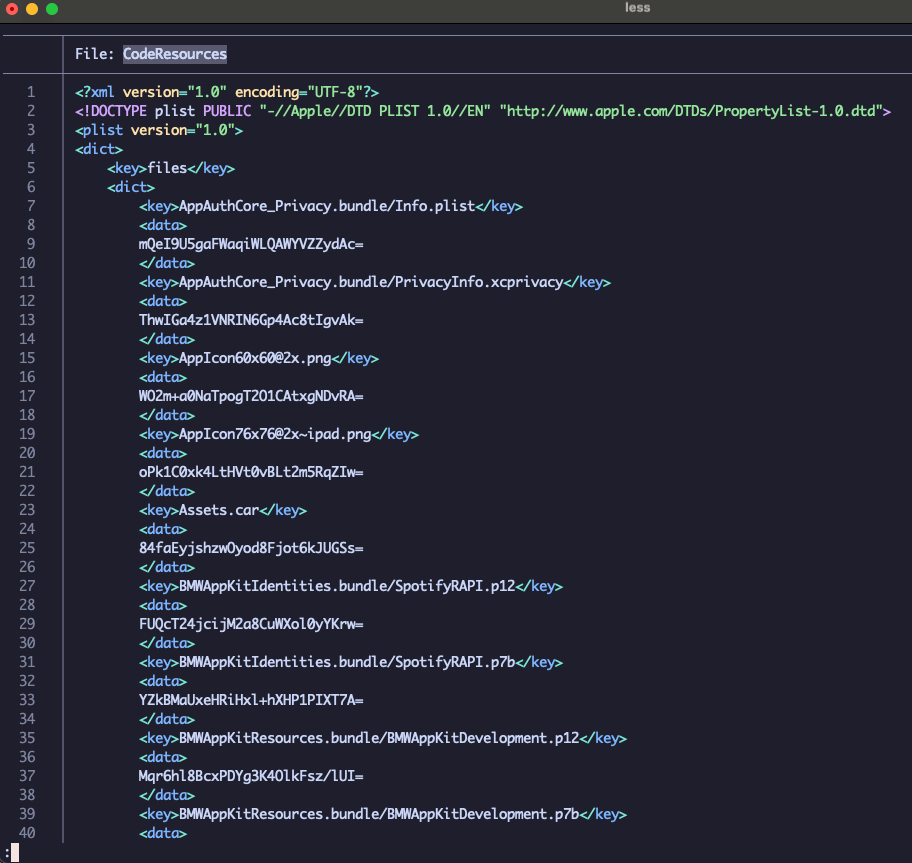 less
File: CodeResources
1 <?xml version="1.0" encoding="UTF-8"?>
2 <!DOCTYPE plist PUBLIC "-//Apple//DTD PLIST 1.0//EN" "http://www.apple.com/DTDs/PropertyList-1.0.dtd">
3 <plist version="1.0">
4 <dict>
5 <key>files</key>
6 <dict>
7 <key>AppAuthCore_Privacy.bundle/Info.plist</key>
8 <data>
9 mQeI9U5gaFWaqiWLQAWYVZZydAc=
10 </data>
11 <key>AppAuthCore_Privacy.bundle/PrivacyInfo.xcprivacy</key>
12 <data>
13 ThwIGa4z1VNRIN6Gp4Ac8tIgvAk=
14 </data>
15 <key>AppIcon60x60@2x.png</key>
16 <data>
17 WO2m+a0NaTpogT2O1CAtxgNDvRA=
18 </data>
19 <key>AppIcon76x76@2x~ipad.png</key>
20 <data>
21 oPk1C0xk4LtHVt0vBLt2m5RqZIw=
22 </data>
23 <key>Assets.car</key>
24 <data>
25 84faEyjshzwOyod8Fjot6kJUGSs=
26 </data>
27 <key>BMWAppKitIdentities.bundle/SpotifyRAPI.p12</key>
28 <data>
29 FUQcT24jcijM2a8CuWXol0yYKrw=
30 </data>
31 <key>BMWAppKitIdentities.bundle/SpotifyRAPI.p7b</key>
32 <data>
33 YZkBMaUxeHRiHxl+hXHP1PIXT7A=
34 </data>
35 <key>BMWAppKitResources.bundle/BMWAppKitDevelopment.p12</key>
36 <data>
37 Mqr6hl8BcxPDYg3K4OlkFsz/lUI=
38 </data>
39 <key>BMWAppKitResources.bundle/BMWAppKitDevelopment.p7b</key>
40 <data>
: